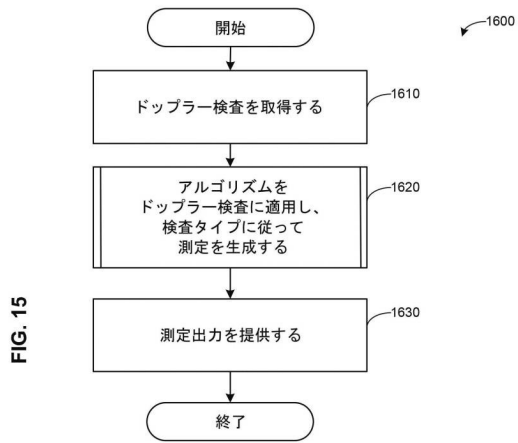 開始
1600
ドップラー検査を取得する
1610
アルゴリズムを
ドップラー検査に適用し、
検査タイプに従って
測定を生成する
1620
測定出力を提供する
1630
終了
FIG. 15